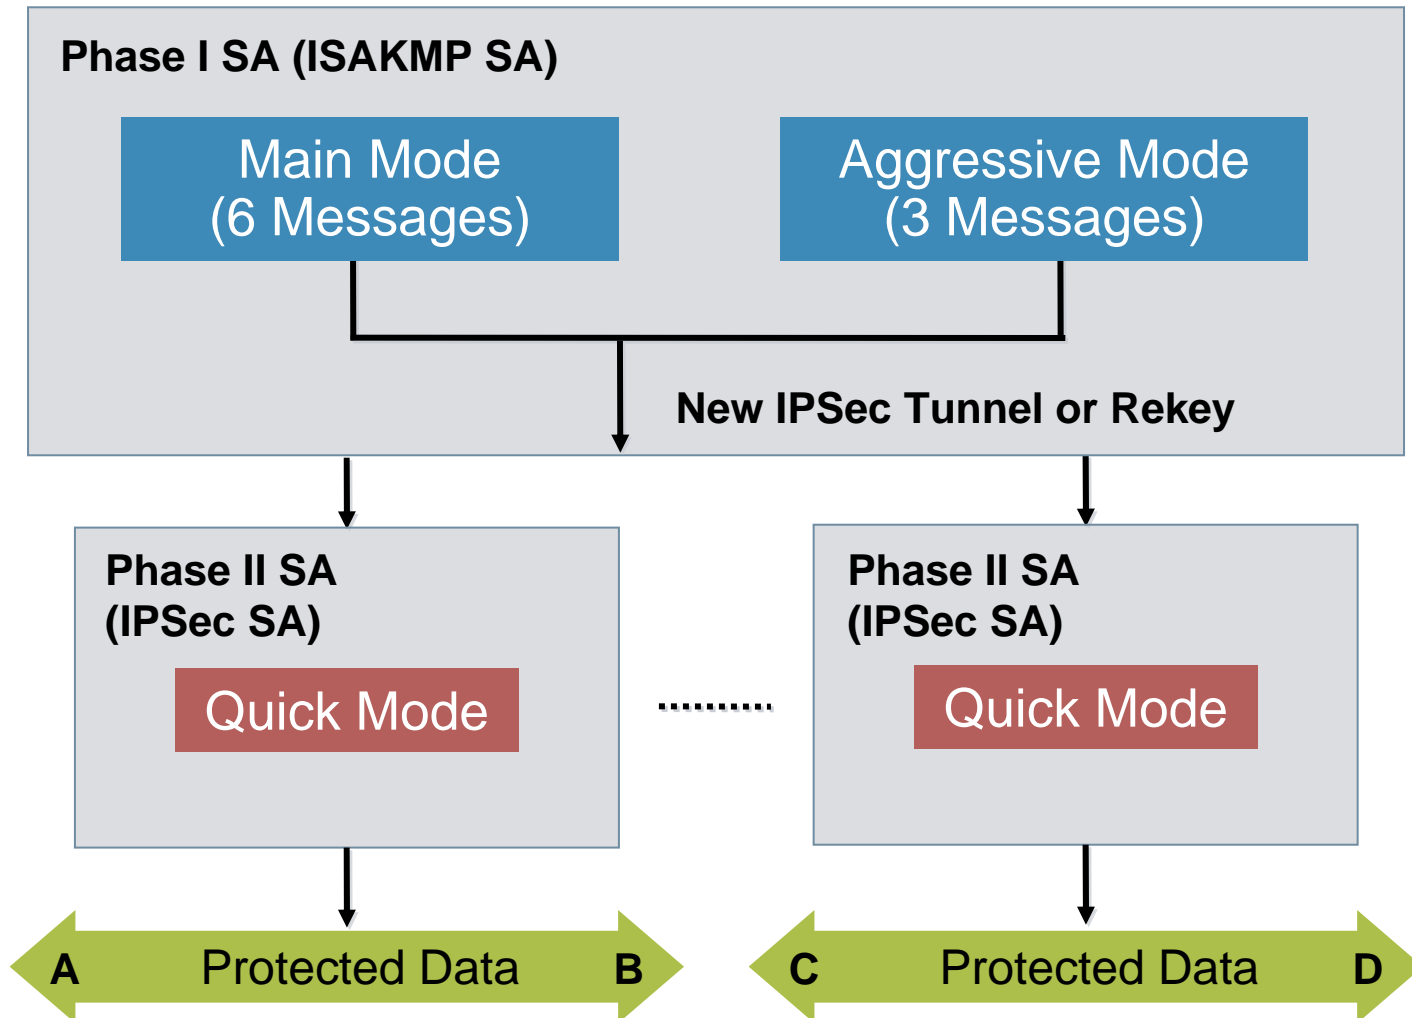 Phase I SA (ISAKMP SA)
Main Mode
(6 Messages)
Aggressive Mode
(3 Messages)
New IPSec Tunnel or Rekey
Phase II SA
(IPSec SA)
Quick Mode
Phase II SA
(IPSec SA)
Quick Mode
A Protected Data B
C Protected Data D